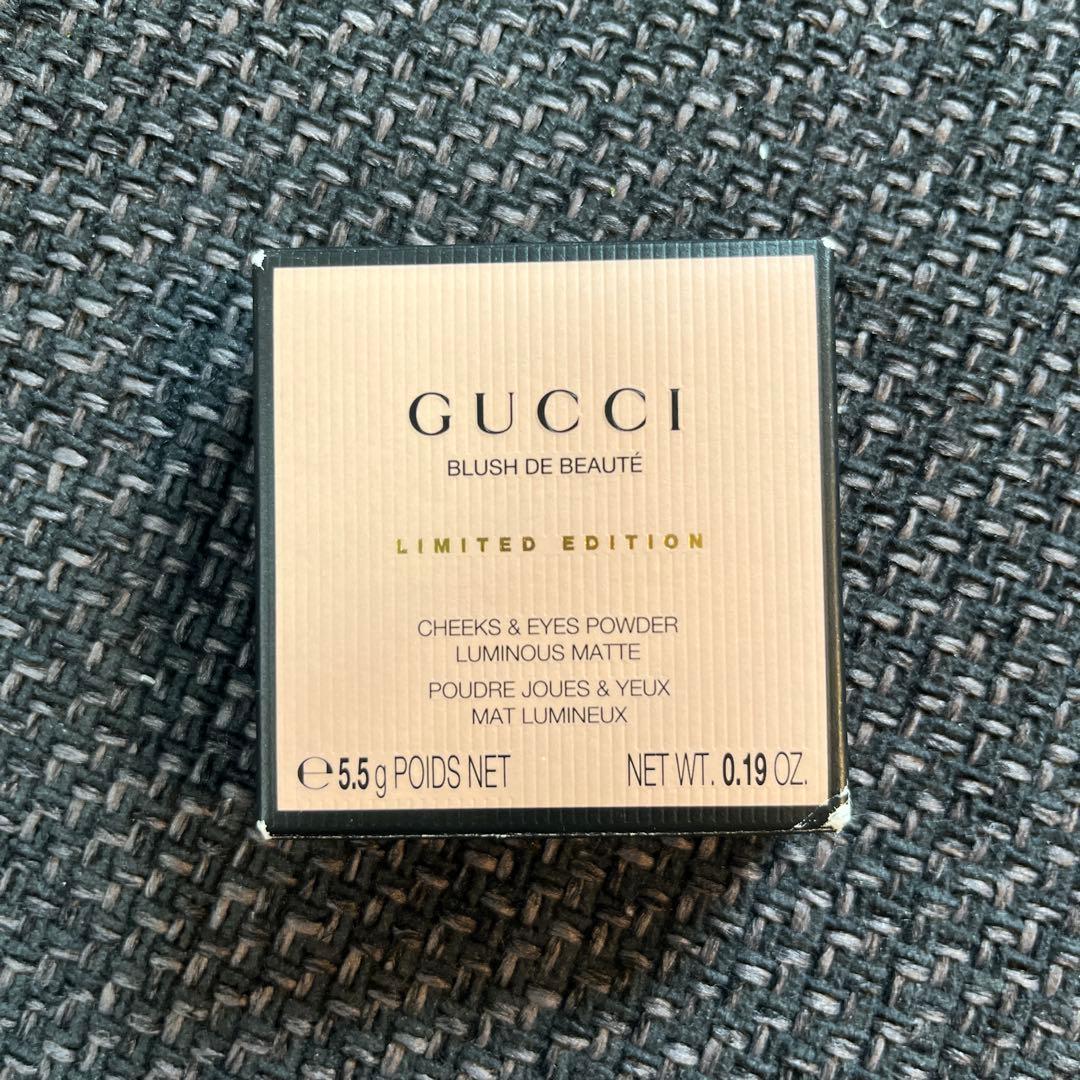 GUCCI
BLUSH DE BEAUTÉ
LIMITED EDITION
CHEEKS & EYES POWDER
LUMINOUS MATTE
POUDRE JOUES & YEUX
MAT LUMINEUX
℮ 5.5 g POIDS NET NET WT. 0.19 OZ.